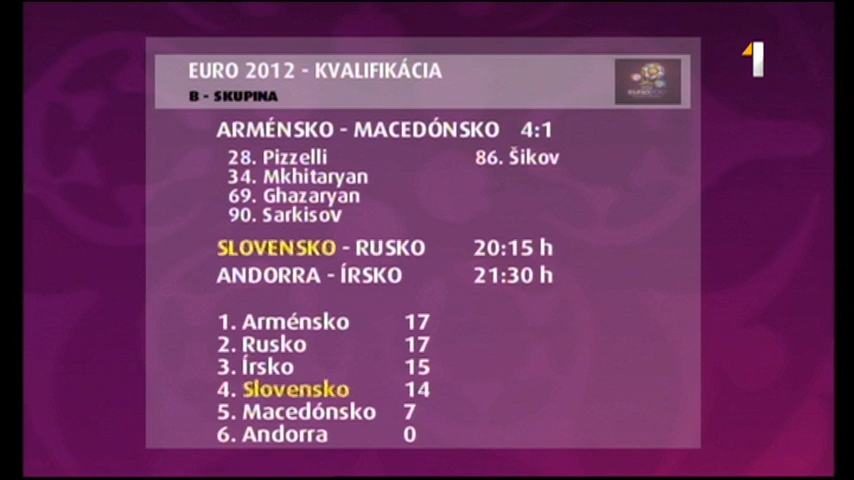 EURO 2012 - KVALIFIKÁCIA
B - SKUPINA
1
ARMÉNSKO - MACEDÓNSKO 4:1
28. Pizzelli 86. Šikov
34. Mkhitaryan
69. Ghazaryan
90. Sarkisov
SLOVENSKO - RUSKO 20:15 h
ANDORRA - ÍRSKO 21:30 h
1. Arménsko 17
2. Rusko 17
3. Írsko 15
4. Slovensko 14
5. Macedónsko 7
6. Andorra 0